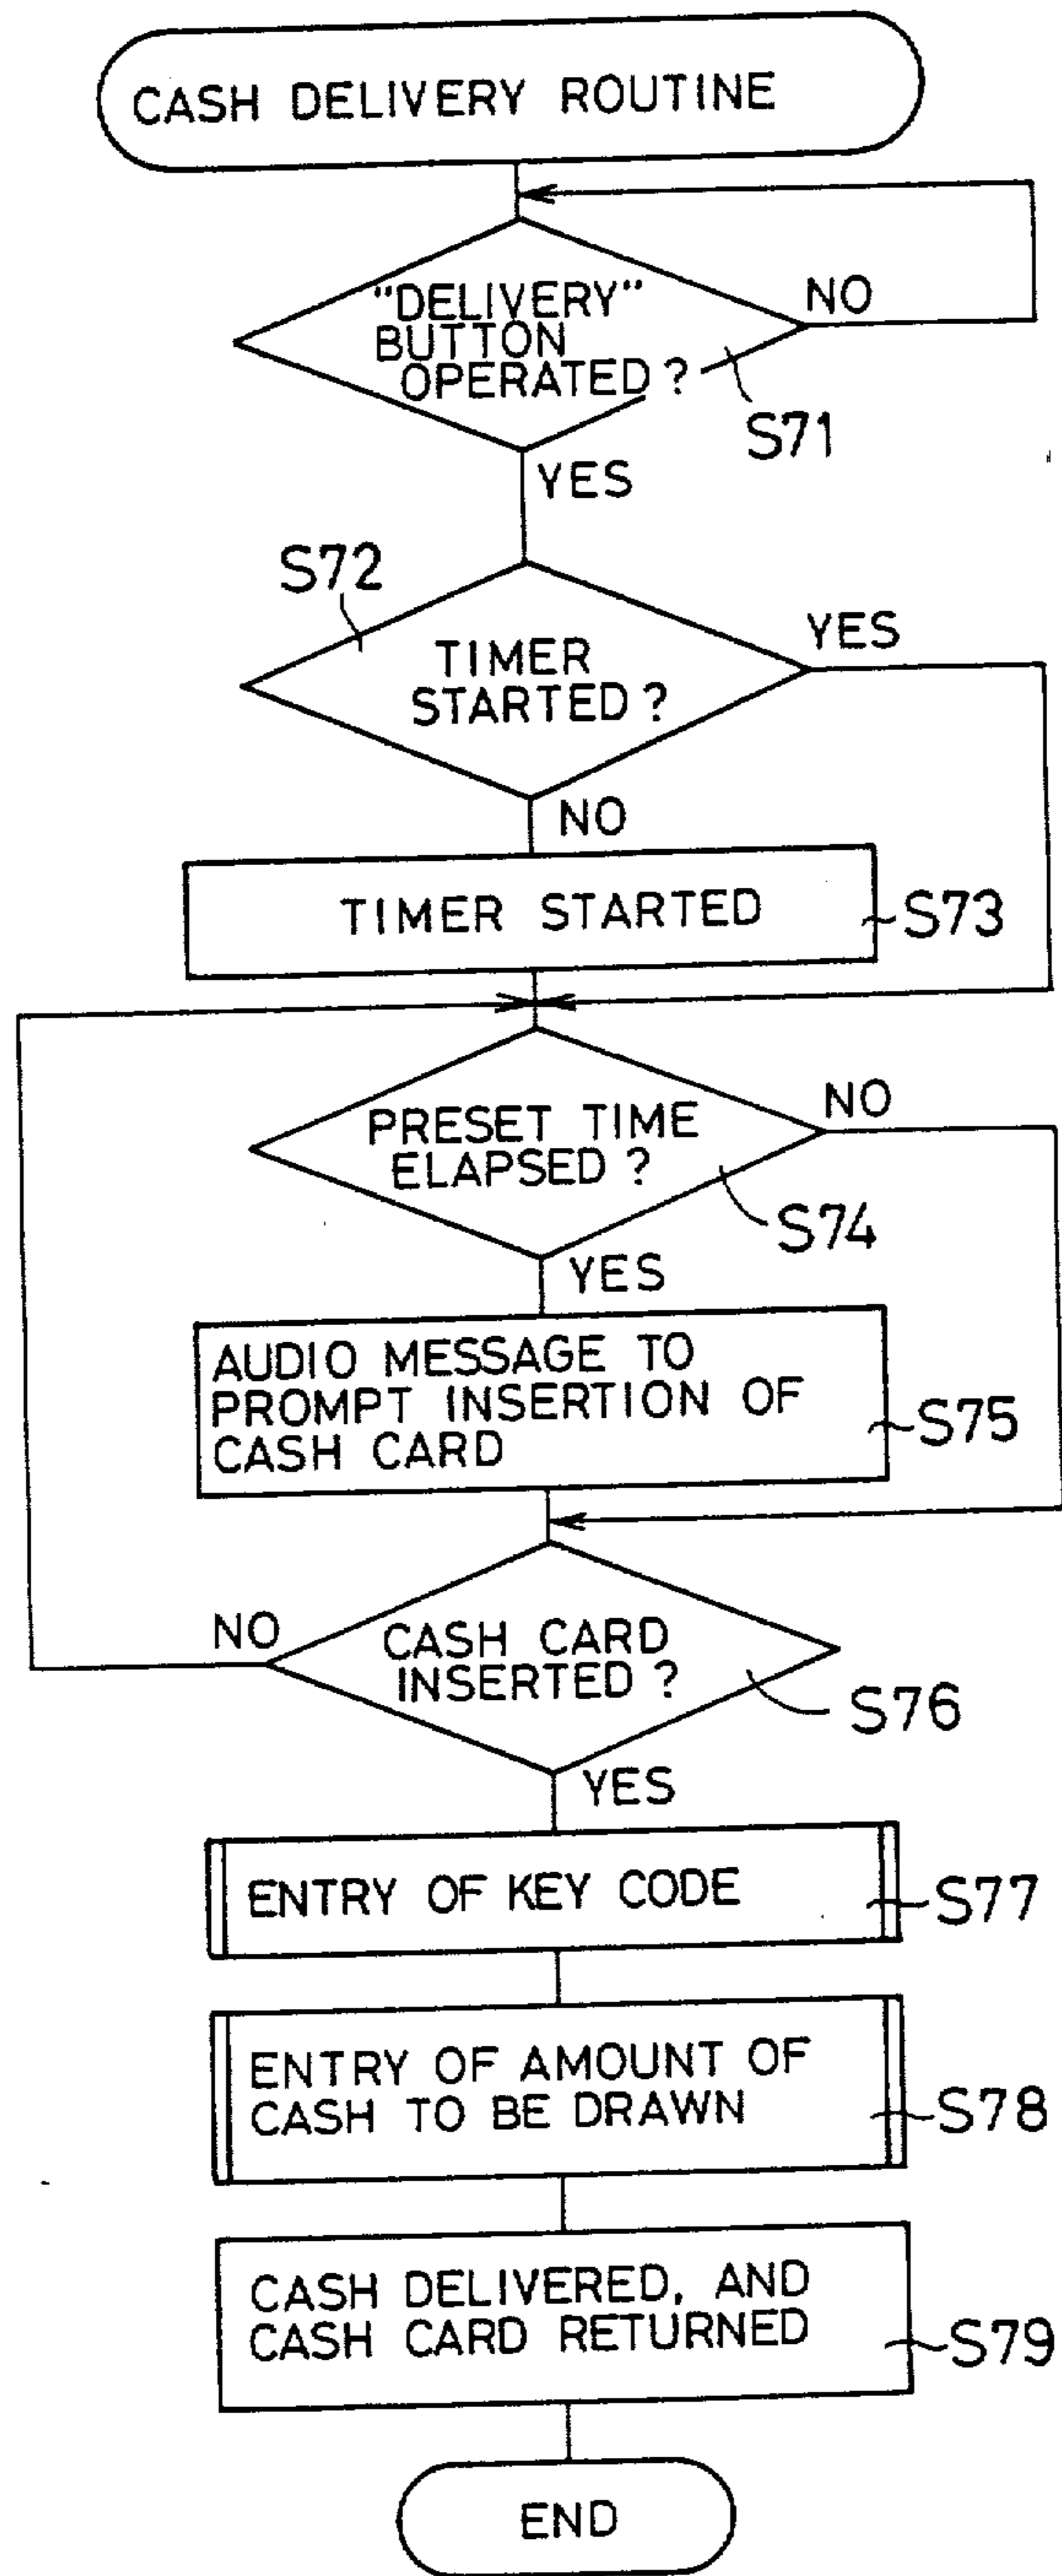 CASH DELIVERY ROUTINE
"DELIVERY"
BUTTON
OPERATED ?
NO
S71
YES
S72
TIMER
STARTED ?
YES
NO
TIMER STARTED
S73
PRESET TIME
ELAPSED ?
NO
S74
YES
AUDIO MESSAGE TO
PROMPT INSERTION OF
CASH CARD
S75
NO
CASH CARD
INSERTED ?
S76
YES
ENTRY OF KEY CODE
S77
ENTRY OF AMOUNT OF
CASH TO BE DRAWN
S78
CASH DELIVERED, AND
CASH CARD RETURNED
S79
END